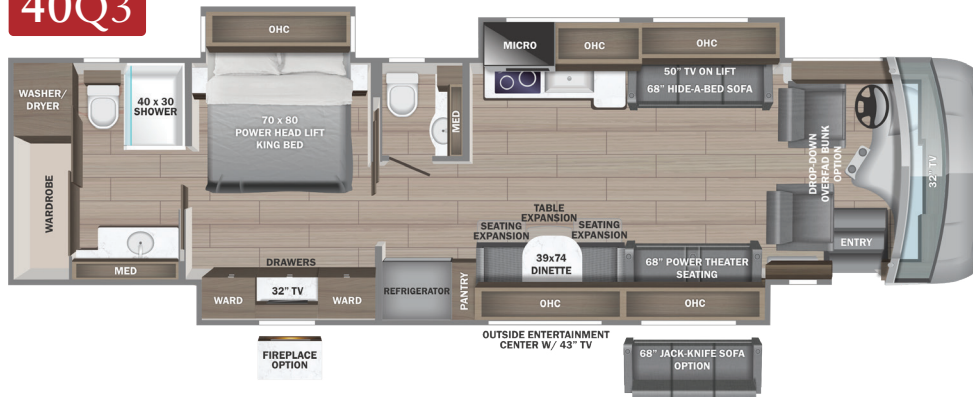 40Q3
OHC
MICRO
OHC
OHC
WASHER/
DRYER
40 x 30
SHOWER
70 x 80
POWER HEAD LIFT
KING BED
MED
50" TV ON LIFT
68" HIDE-A-BED SOFA
DROP-DOWN
OVERFAD BUNK
OPTION
32" TV
WARDROBE
MED
DRAWERS
WARD
32" TV
WARD
REFRIGERATOR
PANTRY
SEATING
EXPANSION
TABLE
EXPANSION
SEATING
EXPANSION
39x74
DINETTE
68" POWER THEATER
SEATING
ENTRY
OHC
OHC
FIREPLACE
OPTION
OUTSIDE ENTERTAINMENT
CENTER W/ 43" TV
68" JACK-KNIFE SOFA
OPTION